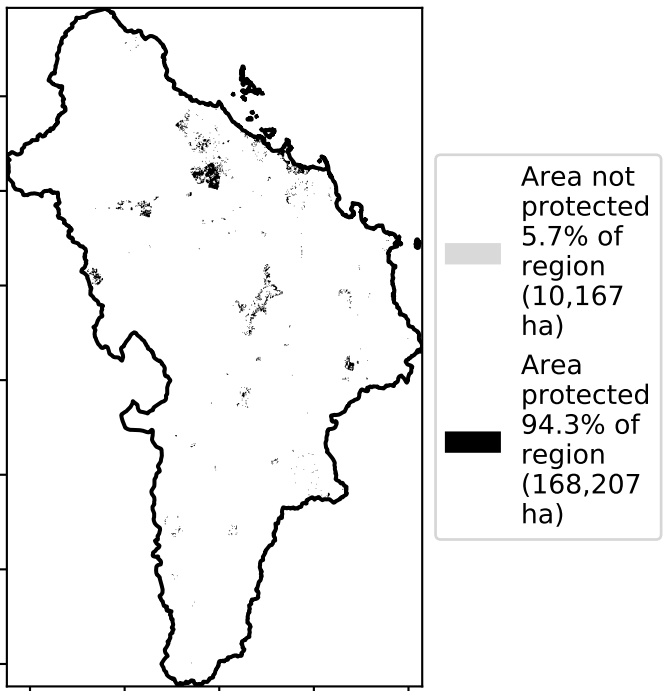 Area not
protected
5.7% of
region
(10,167
ha)
Area
protected
94.3% of
region
(168,207
ha)